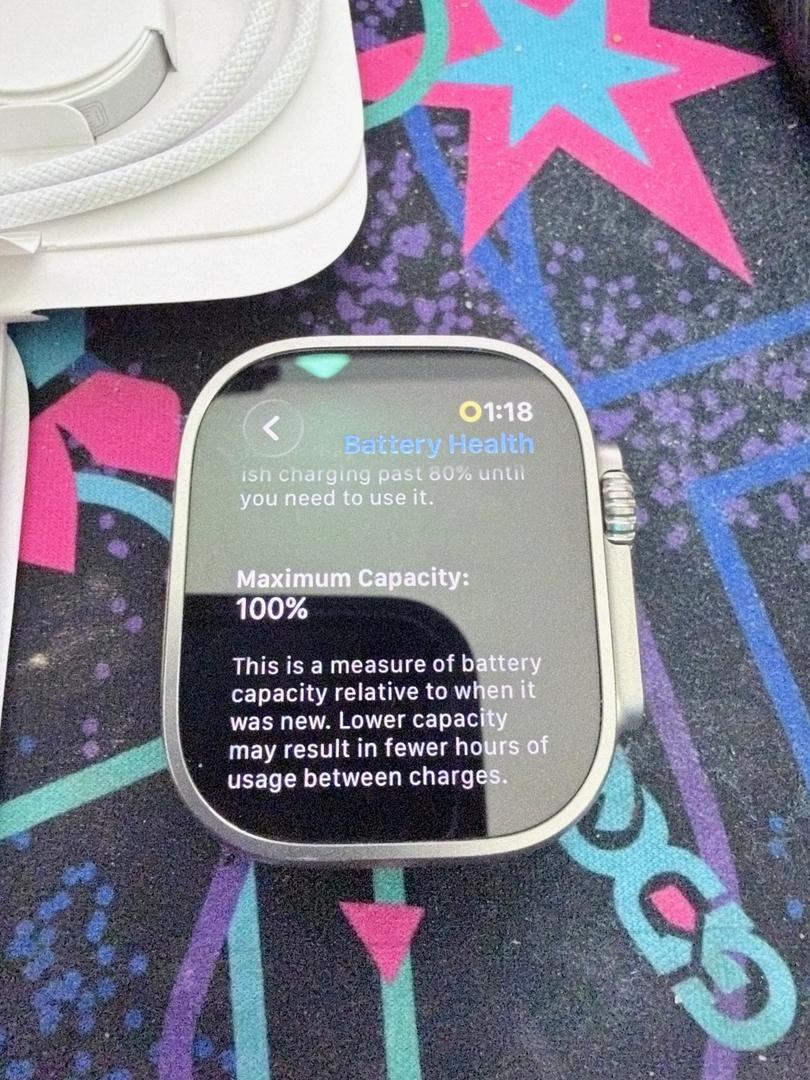 1:18
Battery Health
ish charging past 80% until
you need to use it.
Maximum Capacity:
100%
This is a measure of battery
capacity relative to when it
was new. Lower capacity
may result in fewer hours of
usage between charges.